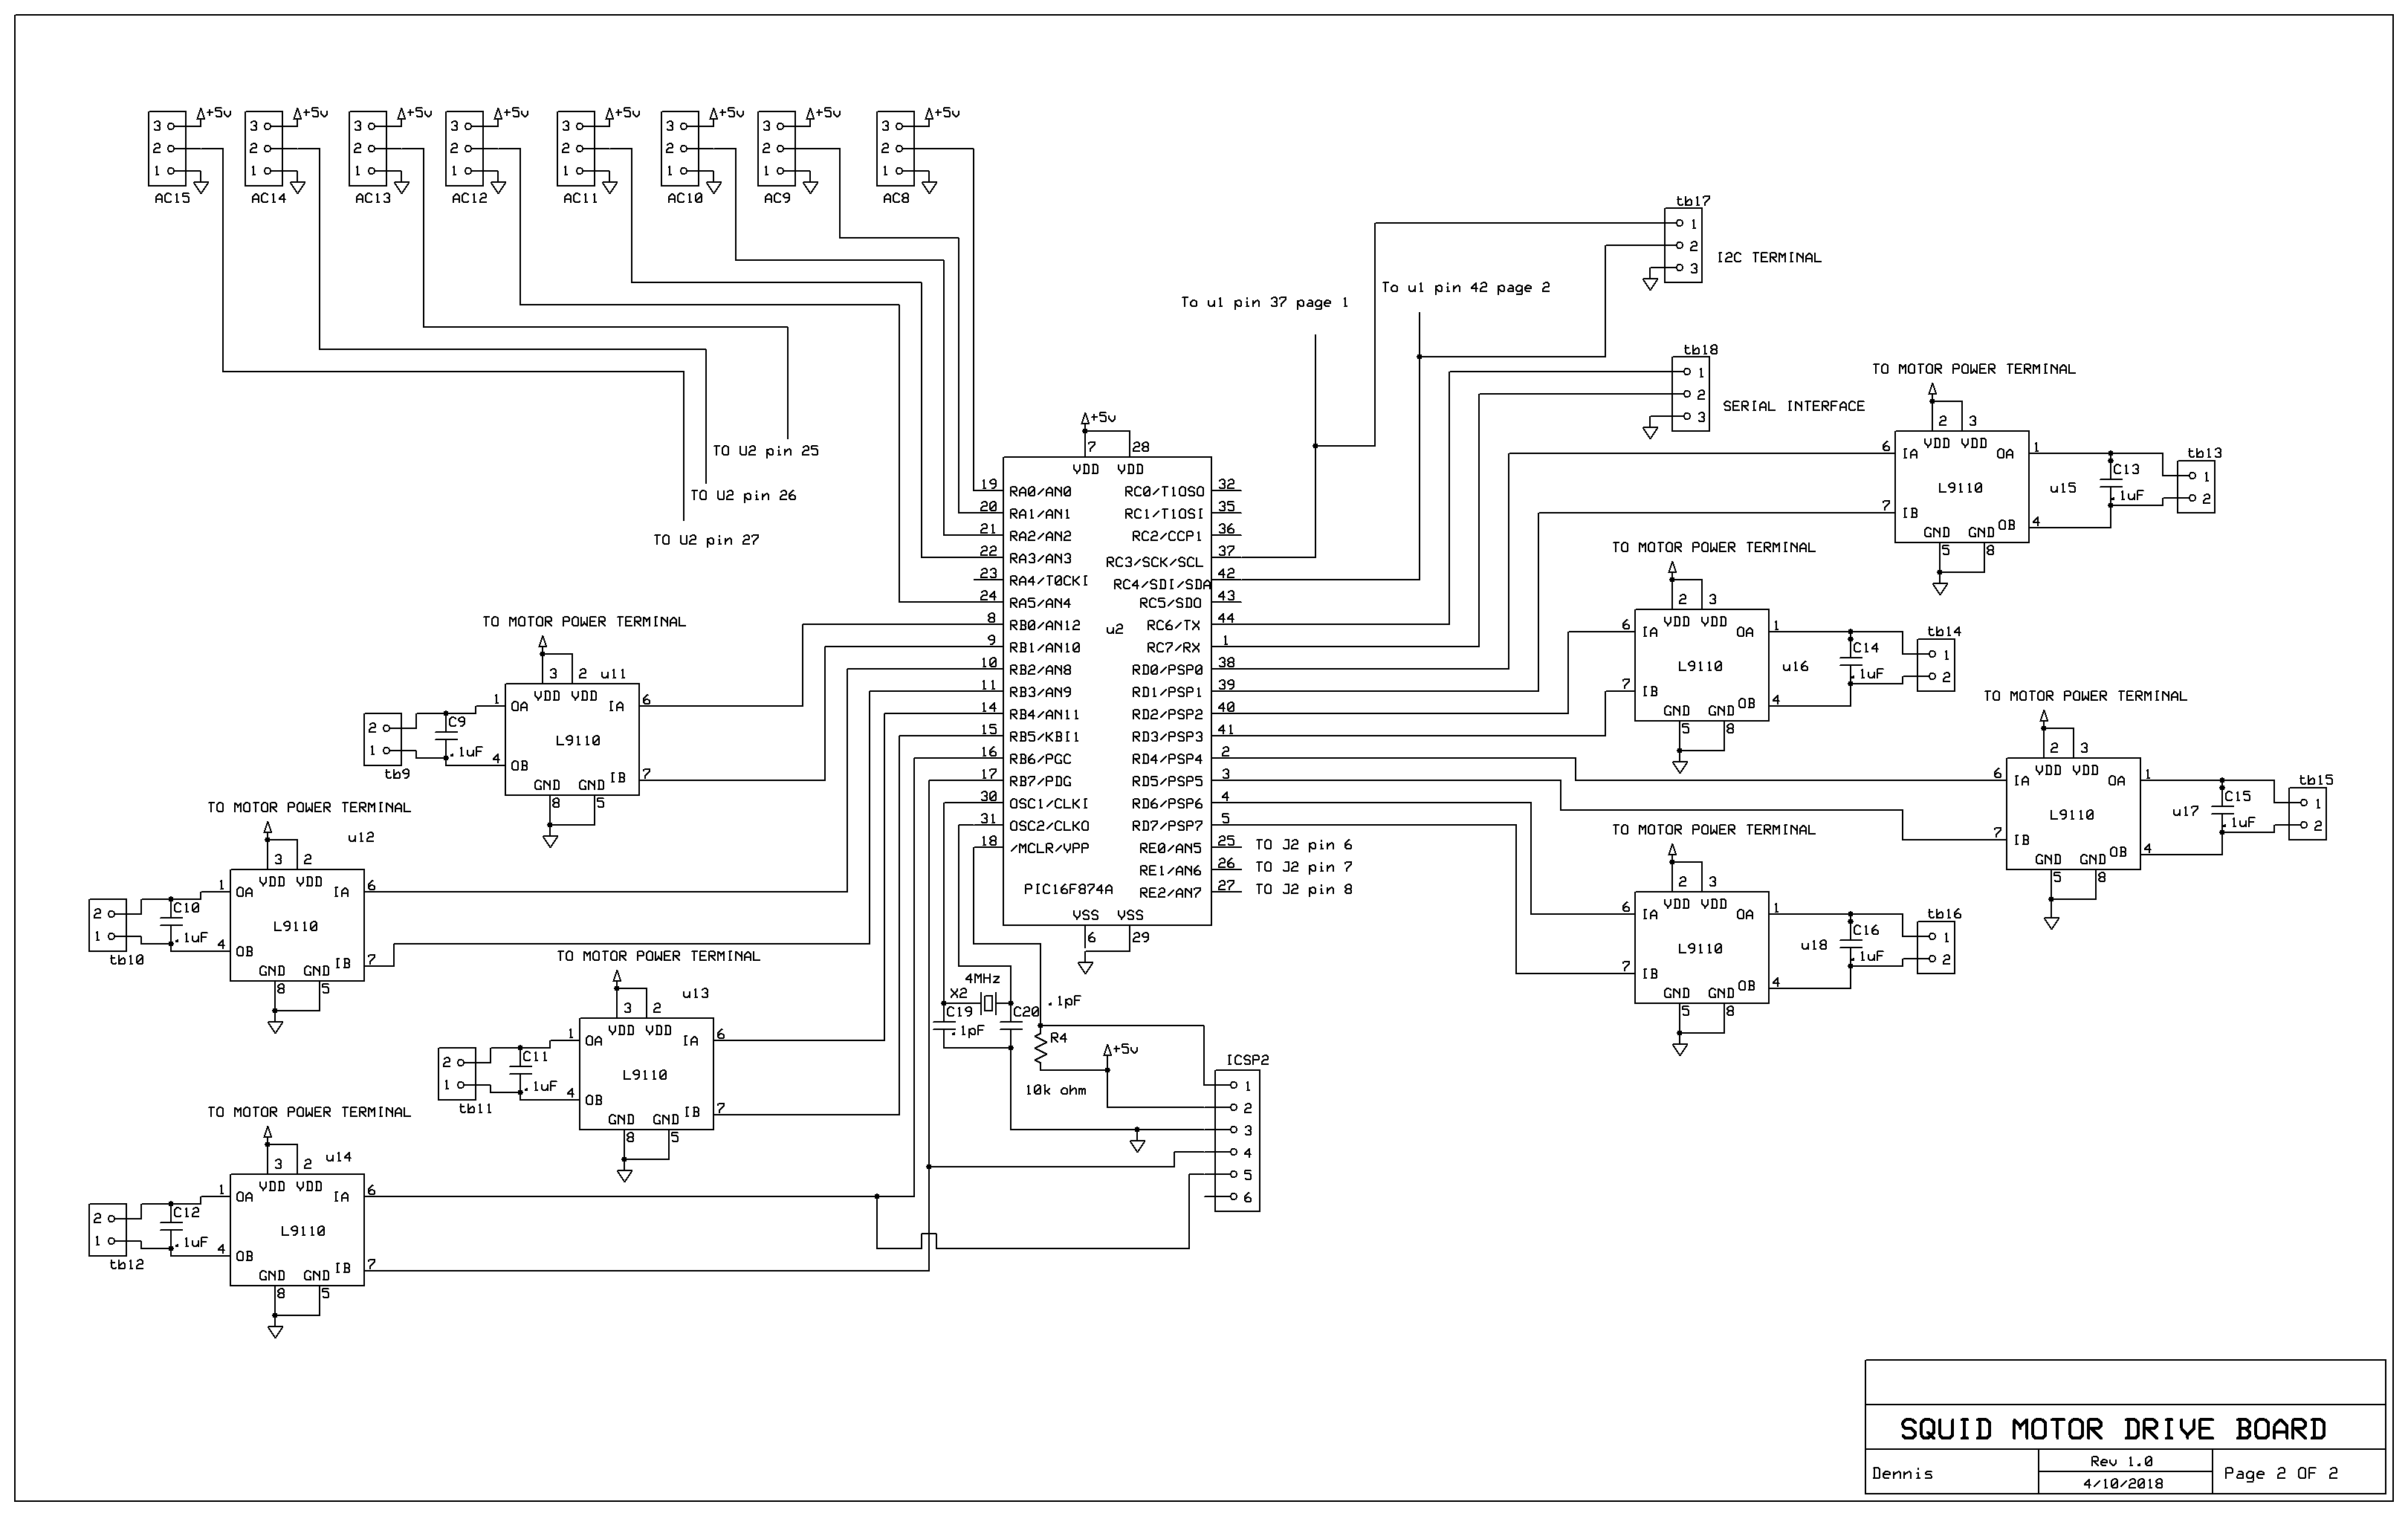 +5v +5v +5v +5v +5v +5v +5v +5v
3 3 3 3 3 3 3 3
2 2 2 2 2 2 2 2
1 1 1 1 1 1 1 1
AC15 AC14 AC13 AC12 AC11 AC10 AC9 AC8
TO U2 pin 25
TO U2 pin 26
TO U2 pin 27
To u1 pin 37 page 1
To u1 pin 42 page 2
tb17
1
2
3
I2C TERMINAL
tb18
1
2
3
SERIAL INTERFACE
+5v
7 28
VDD VDD
19 RA0/AN0 RC0/T1OSO 32
20 RA1/AN1 RC1/T1OSI 35
21 RA2/AN2 RC2/CCP1 36
22 RA3/AN3 RC3/SCK/SCL 37
23 RA4/T0CKI RC4/SDI/SDA 42
24 RA5/AN4 RC5/SDO 43
8 RB0/AN12 u2 RC6/TX 44
9 RB1/AN10 RC7/RX 1
10 RB2/AN8 RD0/PSP0 38
11 RB3/AN9 RD1/PSP1 39
14 RB4/AN11 RD2/PSP2 40
15 RB5/KBI1 RD3/PSP3 41
16 RB6/PGC RD4/PSP4 2
17 RB7/PDG RD5/PSP5 3
30 OSC1/CLKI RD6/PSP6 4
31 OSC2/CLKO RD7/PSP7 5
18 /MCLR/VPP RE0/AN5 25 TO J2 pin 6
RE1/AN6 26 TO J2 pin 7
PIC16F874A RE2/AN7 27 TO J2 pin 8
VSS VSS
6 29
TO MOTOR POWER TERMINAL
3 2 u11
VDD VDD
1 OA IA 6
2 C9
L9110
1 .1uF
tb9
4 OB IB 7
GND GND
8 5
TO MOTOR POWER TERMINAL
u12
3 2
VDD VDD
1 OA IA 6
2 C10
L9110
1 .1uF
tb10
4 OB IB 7
GND GND
8 5
TO MOTOR POWER TERMINAL
u13
3 2
VDD VDD
1 OA IA 6
2 C11
L9110
1 .1uF
tb11
4 OB IB 7
GND GND
8 5
TO MOTOR POWER TERMINAL
u14
3 2
VDD VDD
1 OA IA 6
2 C12
L9110
1 .1uF
tb12
4 OB IB 7
GND GND
8 5
4MHz
X2
.1pF
C19 C20
.1pF
R4
+5v
10k ohm
ICSP2
1
2
3
4
5
6
TO MOTOR POWER TERMINAL
2 3
VDD VDD
6 IA OA 1
tb13
C13
1
L9110 u15
.1uF
2
7 IB OB 4
GND GND
5 8
TO MOTOR POWER TERMINAL
2 3
VDD VDD
6 IA OA 1
tb14
C14
1
L9110 u16
.1uF
2
7 IB OB 4
GND GND
5 8
TO MOTOR POWER TERMINAL
2 3
VDD VDD
6 IA OA 1
tb15
C15
1
L9110 u17
.1uF
2
7 IB OB 4
GND GND
5 8
TO MOTOR POWER TERMINAL
2 3
VDD VDD
6 IA OA 1
tb16
C16
1
L9110 u18
.1uF
2
7 IB OB 4
GND GND
5 8
SQUID MOTOR DRIVE BOARD
Dennis
Rev 1.0
4/10/2018
Page 2 OF 2